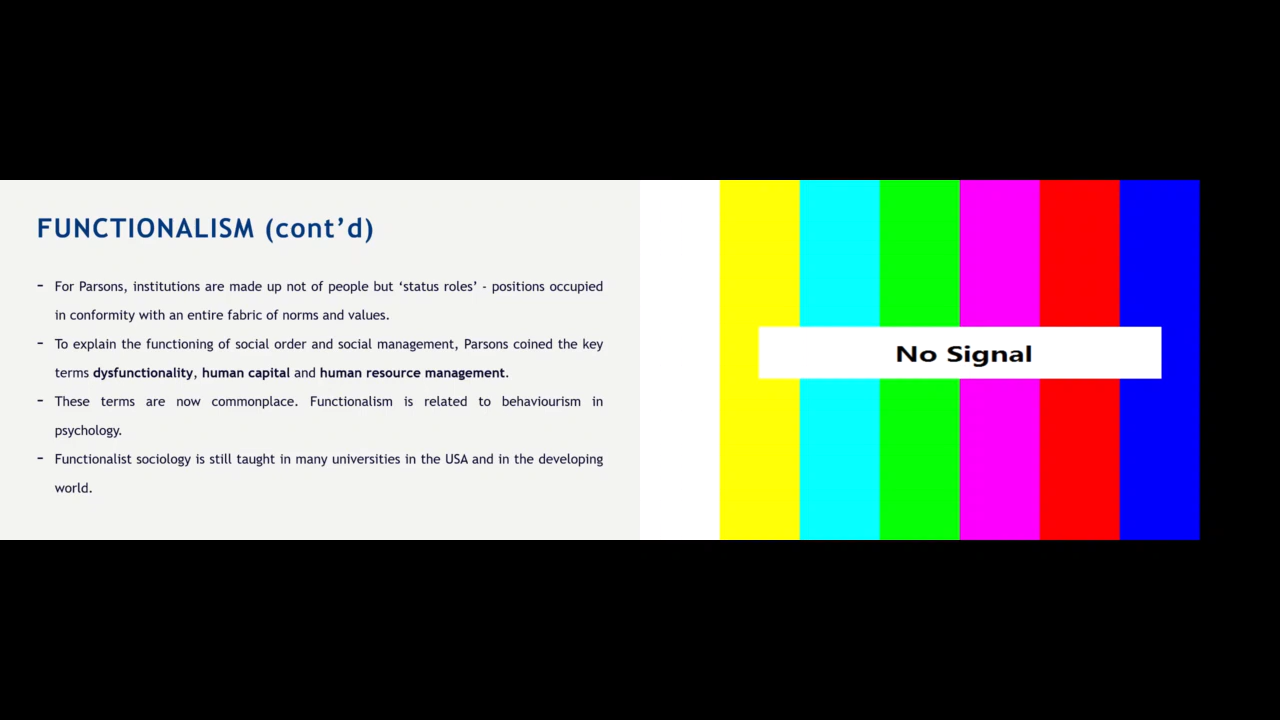 FUNCTIONALISM (cont’d)
- For Parsons, institutions are made up not of people but ‘status roles’ - positions occupied
in conformity with an entire fabric of norms and values.
- To explain the functioning of social order and social management, Parsons coined the key
terms dysfunctionality, human capital and human resource management.
- These terms are now commonplace. Functionalism is related to behaviourism in
psychology.
- Functionalist sociology is still taught in many universities in the USA and in the developing
world.
No Signal